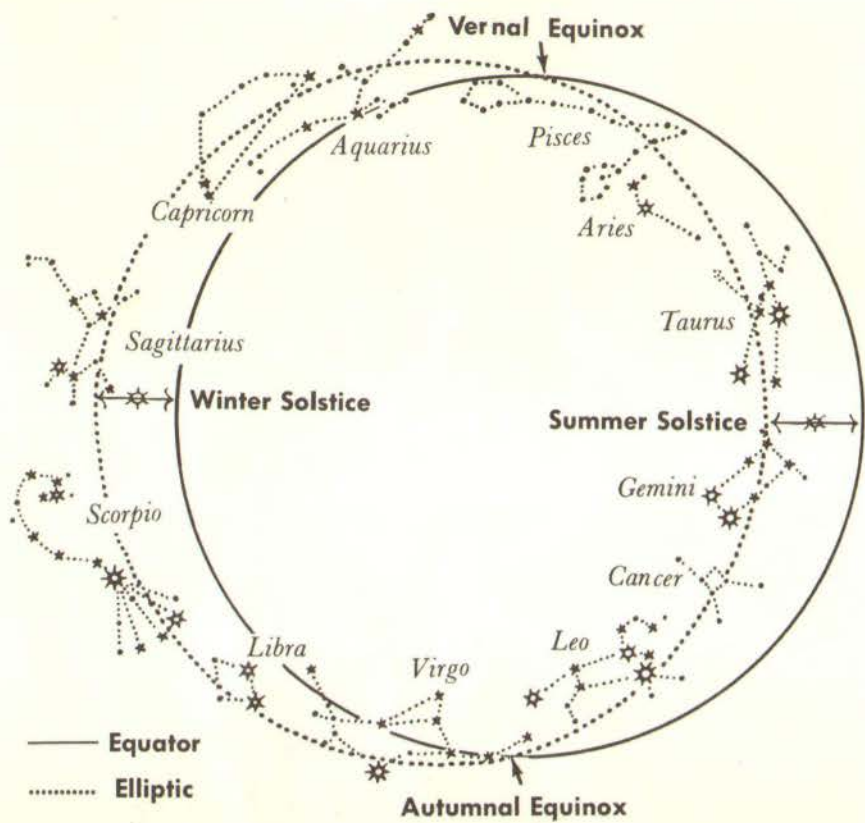 Vernal Equinox
Aquarius
Pisces
Capricorn
Aries
Sagittarius
Taurus
Winter Solstice
Summer Solstice
Gemini
Scorpio
Cancer
Libra
Virgo
Leo
Equator
Elliptic
Autumnal Equinox